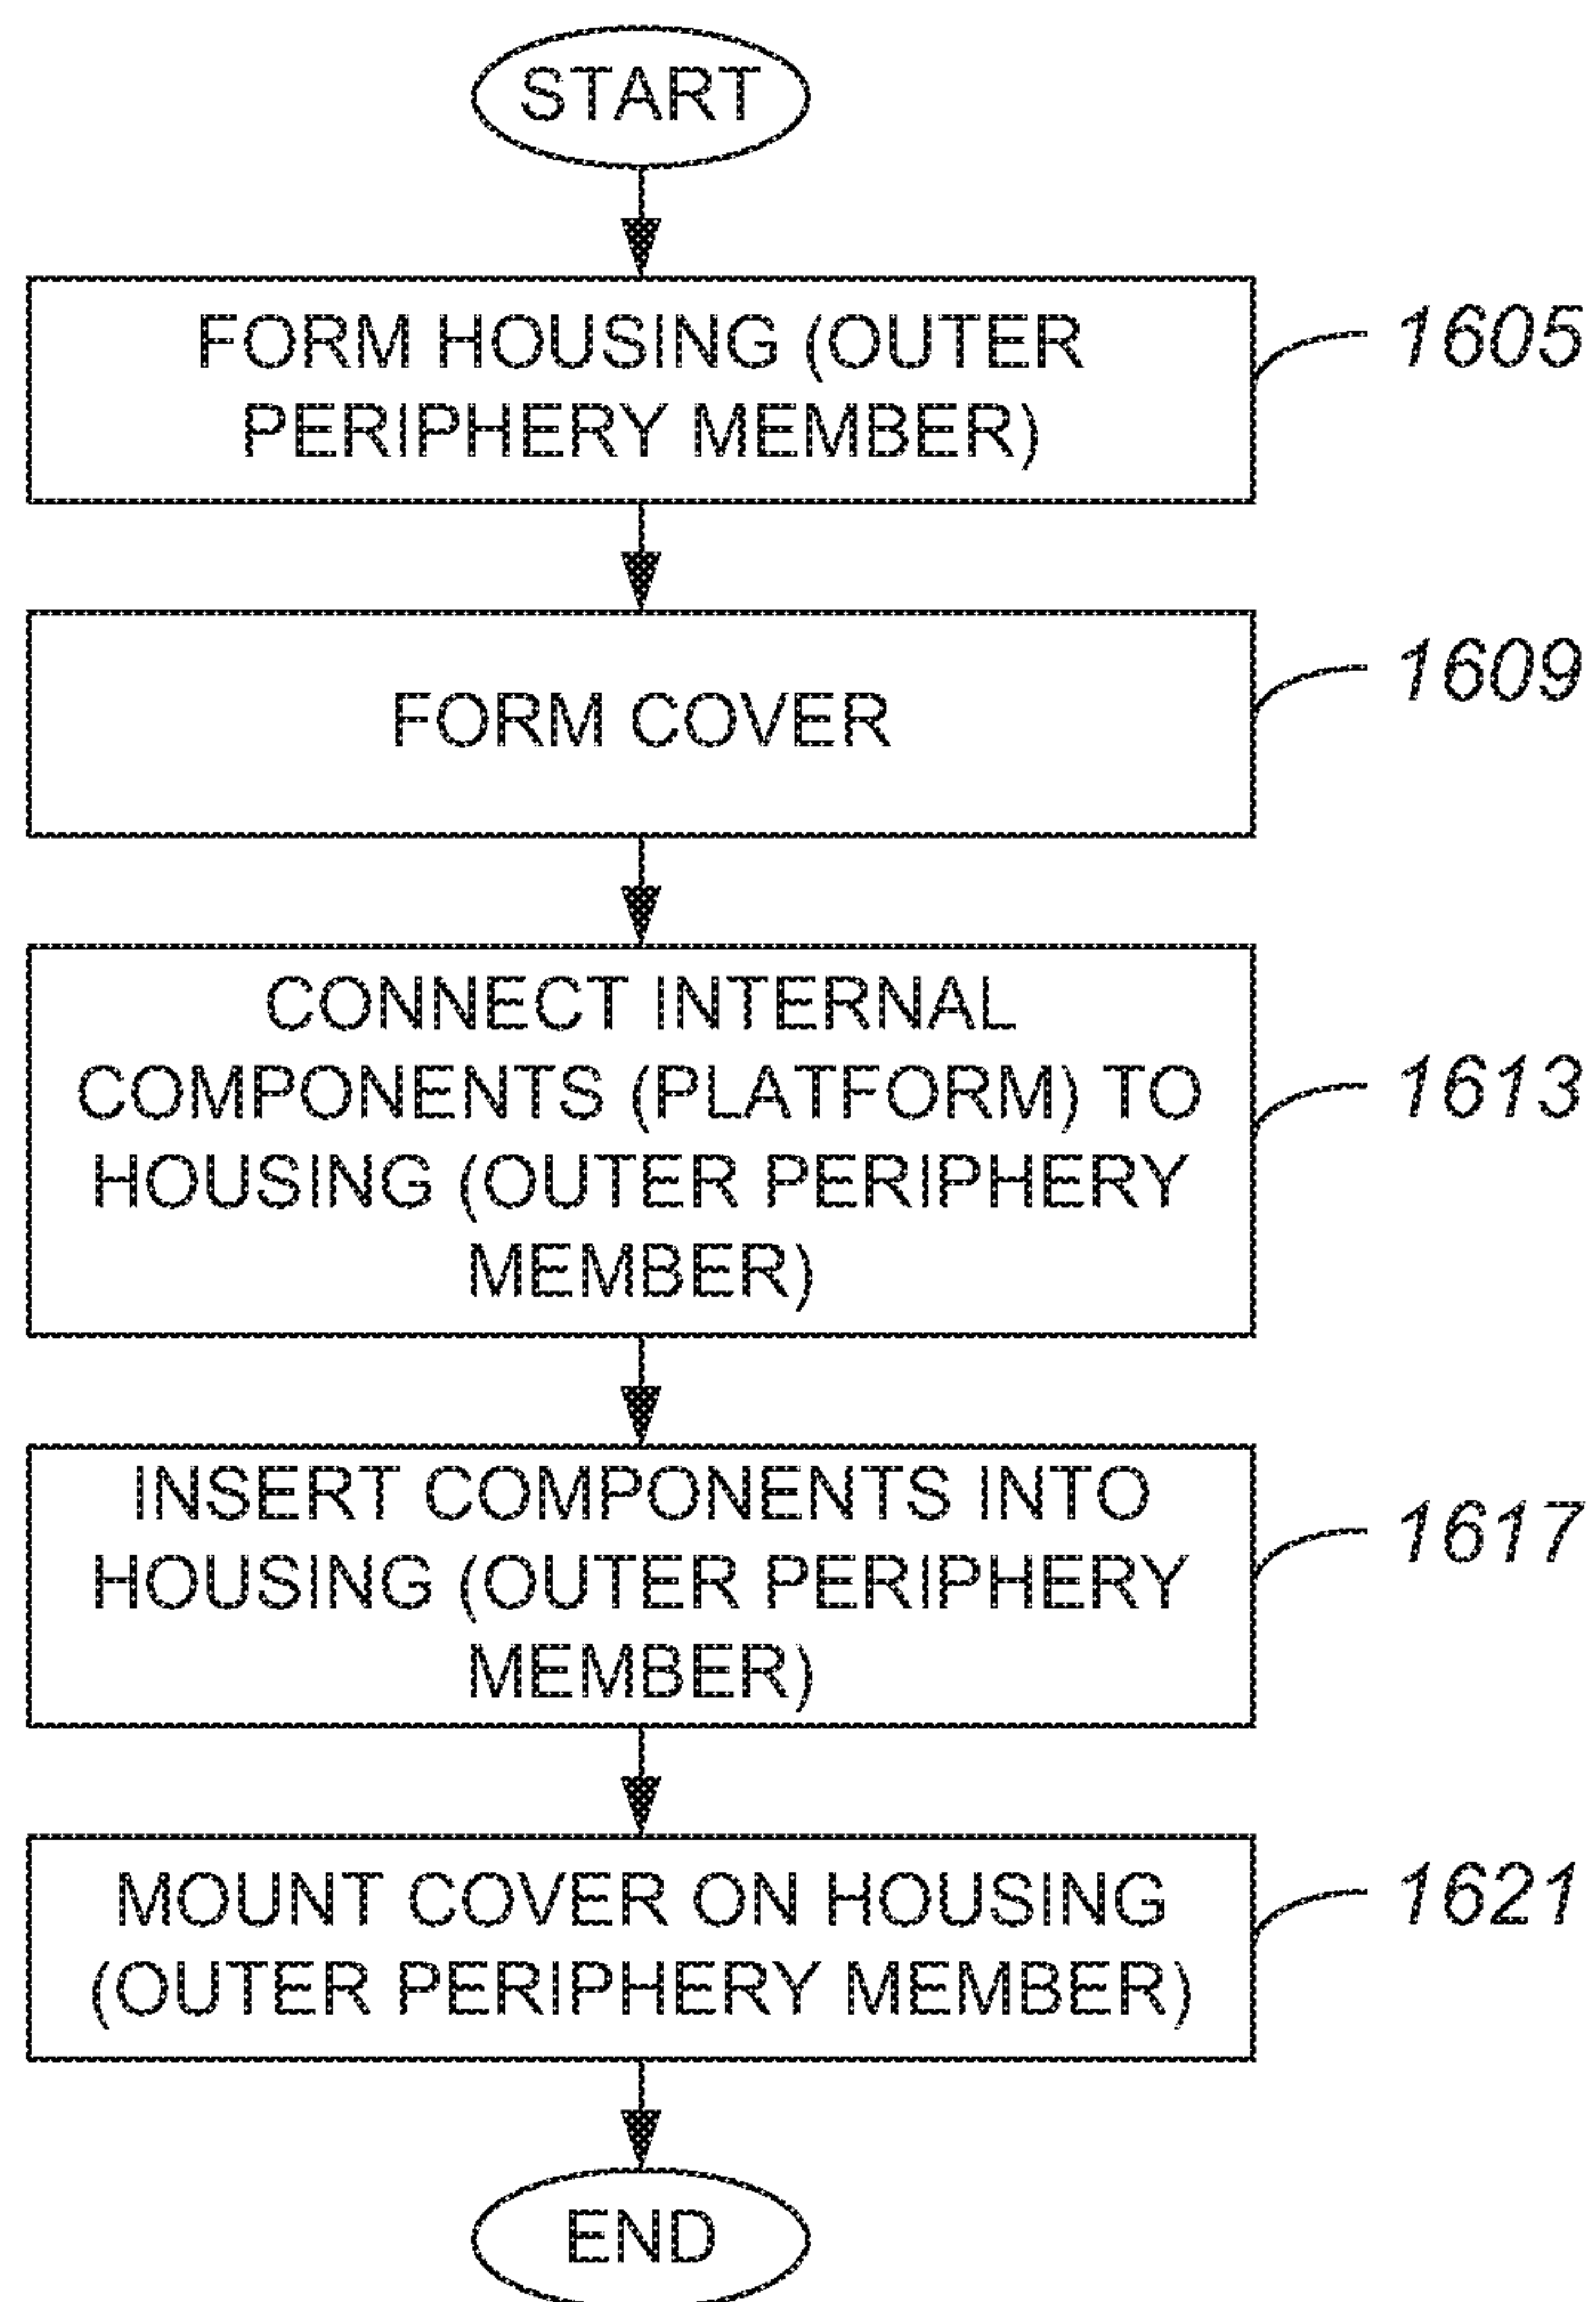 START
FORM HOUSING (OUTER
PERIPHERY MEMBER)
1605
FORM COVER
1609
CONNECT INTERNAL
COMPONENTS (PLATFORM) TO
HOUSING (OUTER PERIPHERY
MEMBER)
1613
INSERT COMPONENTS INTO
HOUSING (OUTER PERIPHERY
MEMBER)
1617
MOUNT COVER ON HOUSING
(OUTER PERIPHERY MEMBER)
1621
END